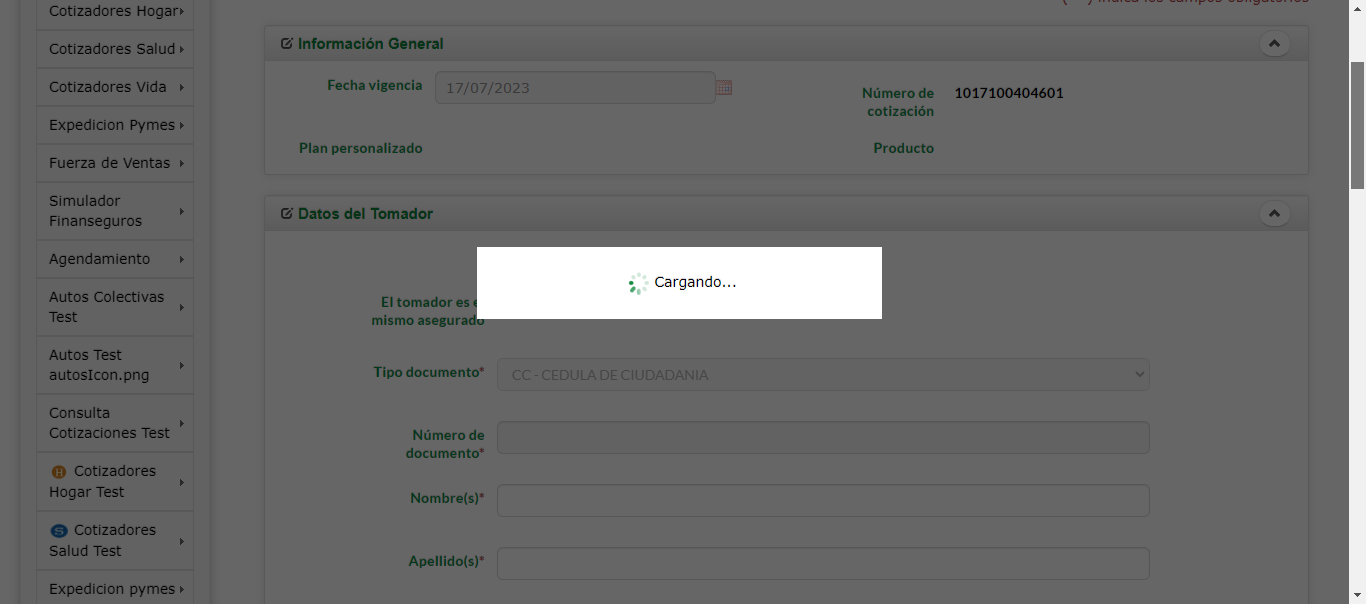 Cotizadores Hogar
Cotizadores Salud
Cotizadores Vida
Expedicion Pymes
Fuerza de Ventas
Simulador
Finanseguros
Agendamiento
Autos Colectivas
Test
Autos Test
autosIcon.png
Consulta
Cotizaciones Test
H Cotizadores
Hogar Test
S Cotizadores
Salud Test
Expedicion pymes
(**) Indica los campos obligatorios
Información General
Fecha vigencia 17/07/2023
Número de cotización 1017100404601
Plan personalizado
Producto
Datos del Tomador
Cargando...
El tomador es e
mismo asegurado
Tipo documento* CC - CEDULA DE CIUDADANIA
Número de
documento*
Nombre(s)*
Apellido(s)*